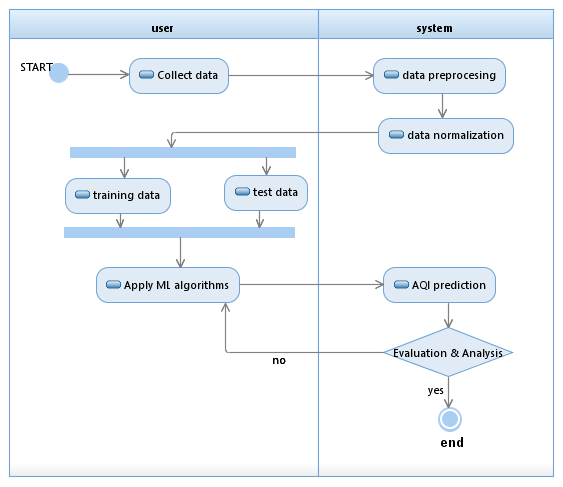 user
system
START
Collect data
data preprocesing
data normalization
training data
test data
Apply ML algorithms
AQI prediction
Evaluation & Analysis
no
yes
end